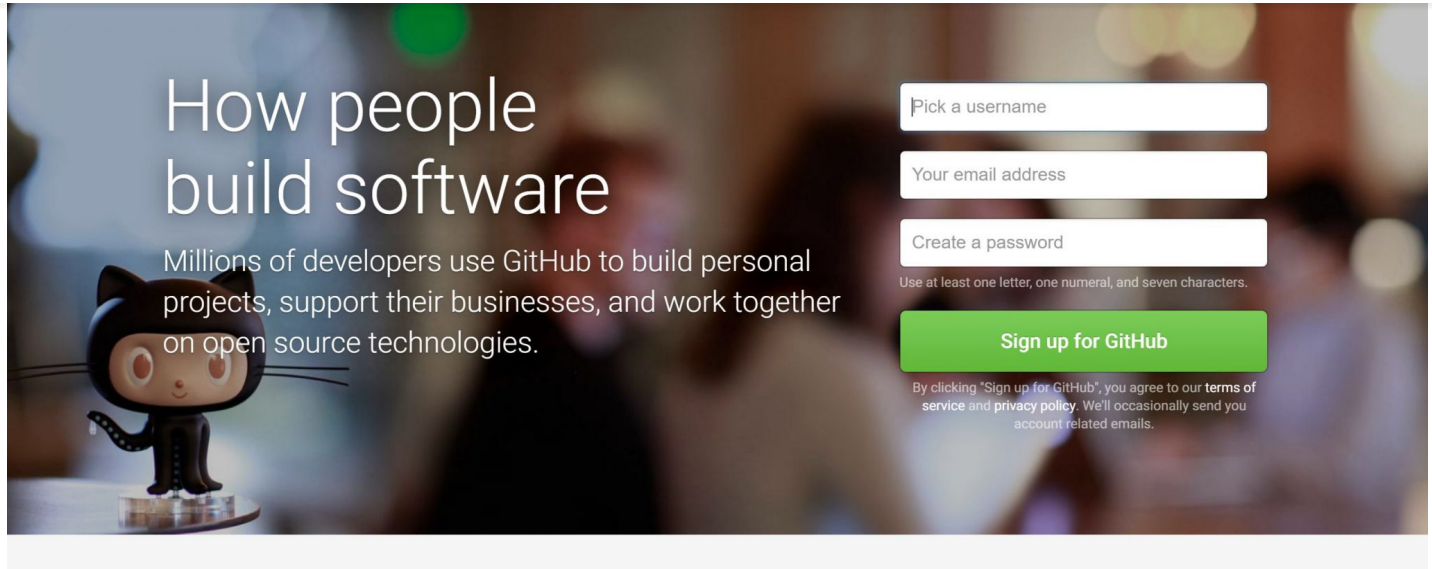 How people
build software
Millions of developers use GitHub to build personal
projects, support their businesses, and work together
on open source technologies.
Pick a username
Your email address
Create a password
Use at least one letter, one numeral, and seven characters.
Sign up for GitHub
By clicking "Sign up for GitHub", you agree to our terms of
service and privacy policy. We'll occasionally send you
account related emails.